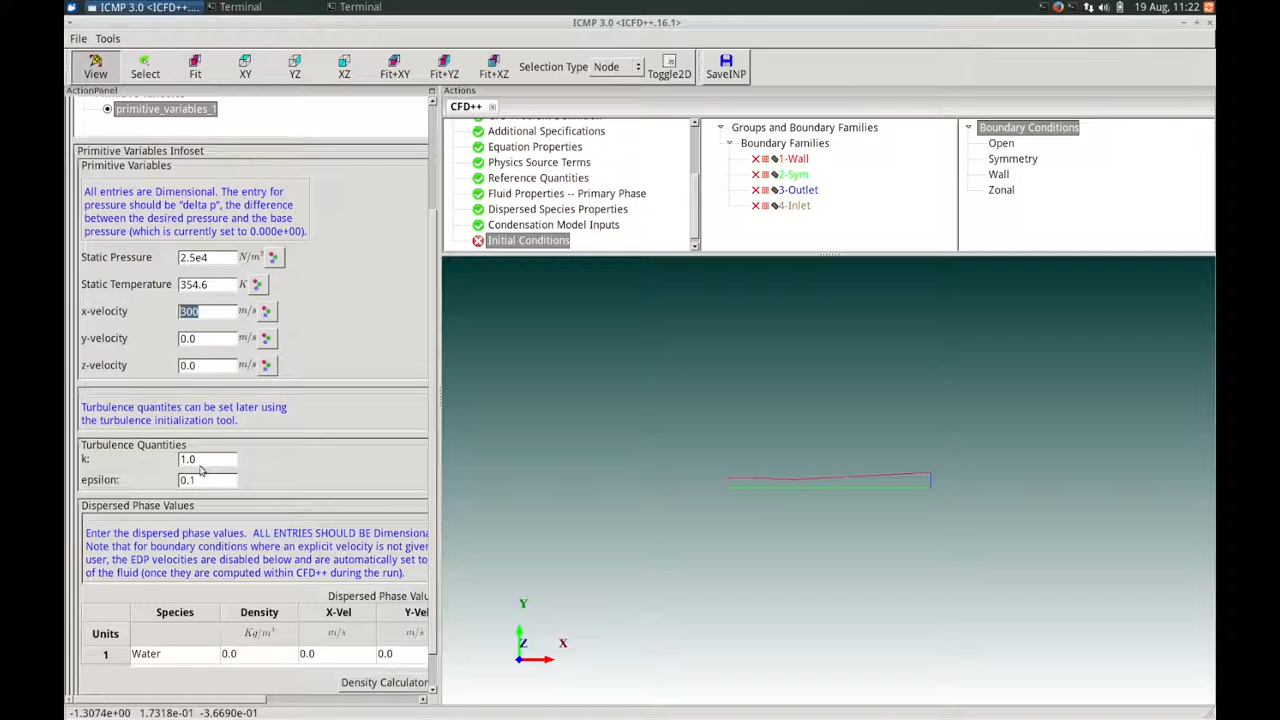 ICMP 3.0 <ICFD++....
Terminal
Terminal
19 Aug, 11:22
ICMP 3.0 <ICFD++.16.1>
File Tools
View Select Fit XY YZ XZ Fit+XY Fit+YZ Fit+XZ Selection Type Node Toggle2D SaveINP
ActionPanel
Actions
primitive_variables_1
Primitive Variables Infoset
Primitive Variables
All entries are Dimensional. The entry for
pressure should be "delta p", the difference
between the desired pressure and the base
pressure (which is currently set to 0.000e+00).
Static Pressure 2.5e4 N/m²
Static Temperature 354.6 K
x-velocity 300 m/s
y-velocity 0.0 m/s
z-velocity 0.0 m/s
Turbulence quantites can be set later using
the turbulence initialization tool.
Turbulence Quantities
k: 1.0
epsilon: 0.1
Dispersed Phase Values
Enter the dispersed phase values. ALL ENTRIES SHOULD BE Dimensiona
Note that for boundary conditions where an explicit velocity is not given
user, the EDP velocities are disabled below and are automatically set to
of the fluid (once they are computed within CFD++ during the run).
Dispersed Phase Valu
Species Density X-Vel Y-Vel
Units Kg/m³ m/s m/s
1 Water 0.0 0.0 0.0
Density Calculator
CFD++
Additional Specifications
Equation Properties
Physics Source Terms
Reference Quantities
Fluid Properties -- Primary Phase
Dispersed Species Properties
Condensation Model Inputs
Initial Conditions
Groups and Boundary Families
Boundary Families
1-Wall
2-Sym
3-Outlet
4-Inlet
Boundary Conditions
Open
Symmetry
Wall
Zonal
Y
Z
X
-1.3074e+00 1.7318e-01 -3.6690e-01